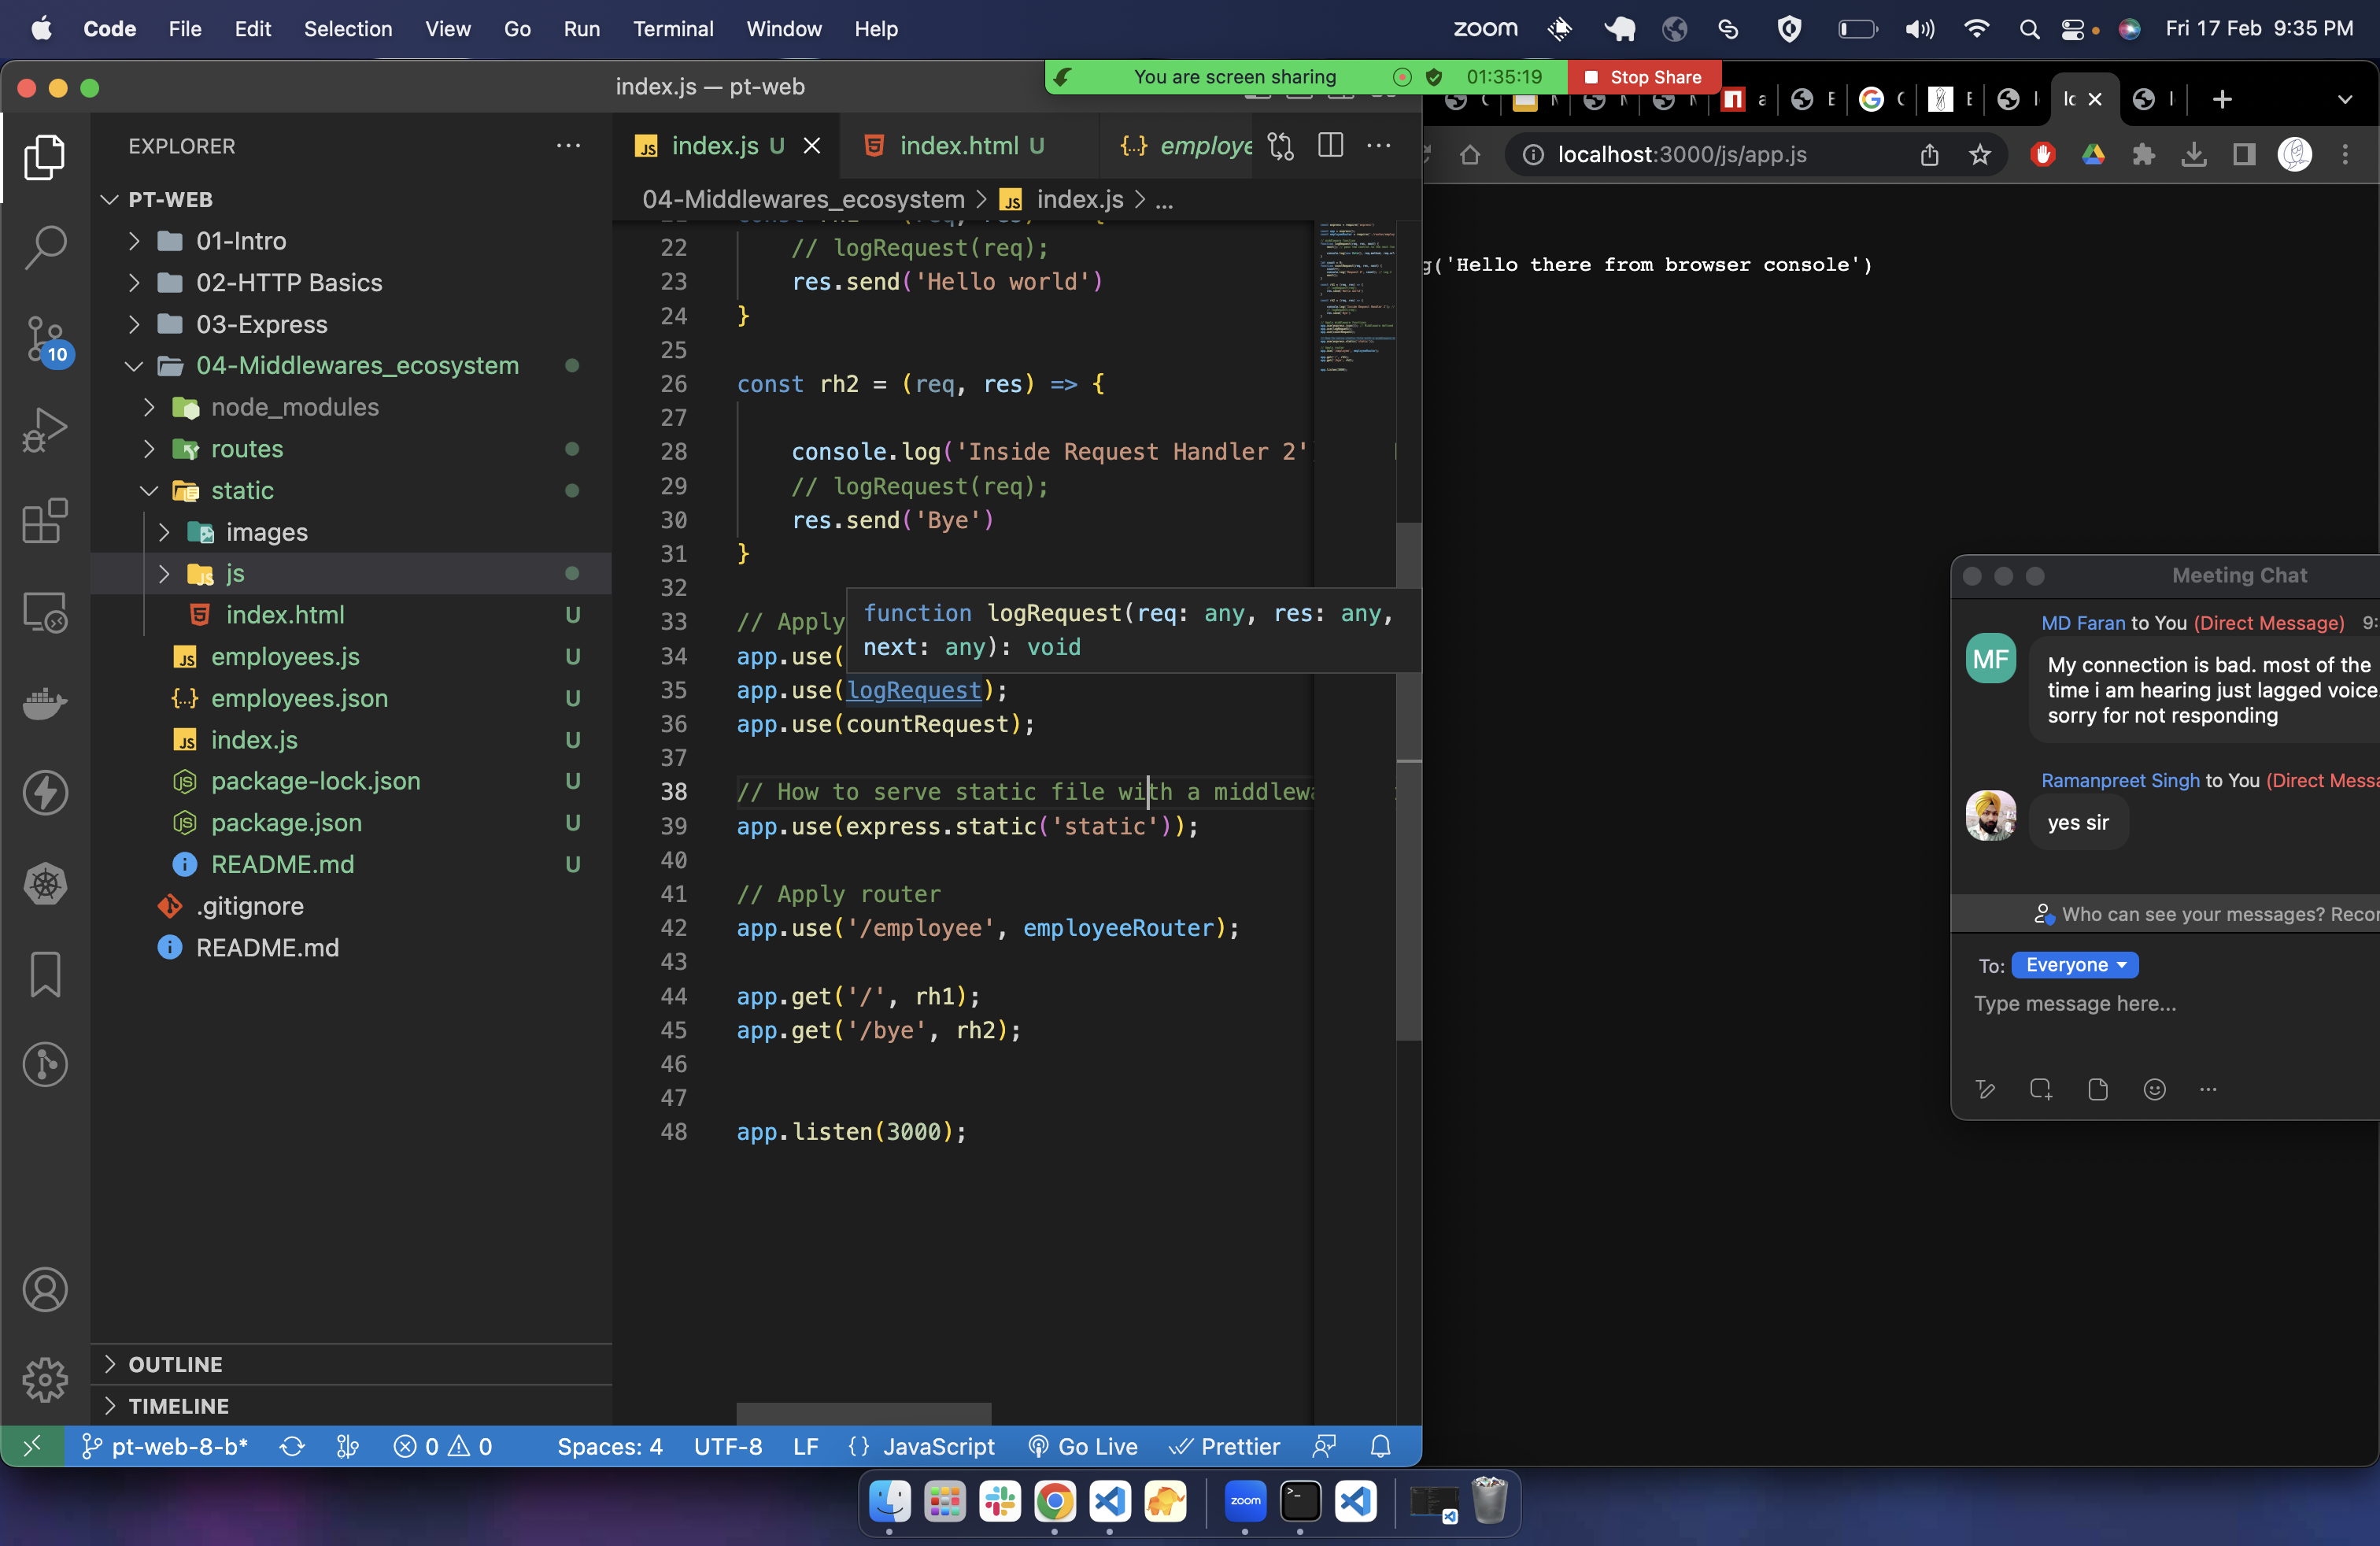 Code File Edit Selection View Go Run Terminal Window Help
zoom Fri 17 Feb 9:35 PM
index.js — pt-web
You are screen sharing 01:35:19 Stop Share
EXPLORER
PT-WEB
01-Intro
02-HTTP Basics
03-Express
04-Middlewares_ecosystem
node_modules
routes
static
images
js
index.html U
employees.js U
employees.json U
index.js U
package-lock.json U
package.json U
README.md U
.gitignore
README.md
OUTLINE
TIMELINE
10
index.js U index.html U {..} employe
04-Middlewares_ecosystem > index.js > ...
22 // logRequest(req);
23 res.send('Hello world')
24 }
25
26 const rh2 = (req, res) => {
27
28 console.log('Inside Request Handler 2'
29 // logRequest(req);
30 res.send('Bye')
31 }
32
33 // Apply
34 app.use(
function logRequest(req: any, res: any,
next: any): void
35 app.use(logRequest);
36 app.use(countRequest);
37
38 // How to serve static file with a middlewa
39 app.use(express.static('static'));
40
41 // Apply router
42 app.use('/employee', employeeRouter);
43
44 app.get('/', rh1);
45 app.get('/bye', rh2);
46
47
48 app.listen(3000);
pt-web-8-b* 0 0 Spaces: 4 UTF-8 LF {} JavaScript Go Live Prettier
localhost:3000/js/app.js
g('Hello there from browser console')
Meeting Chat
MD Faran to You (Direct Message) 9:
MF
My connection is bad. most of the
time i am hearing just lagged voice
sorry for not responding
Ramanpreet Singh to You (Direct Messa
yes sir
Who can see your messages? Recor
To: Everyone
Type message here...
zoom